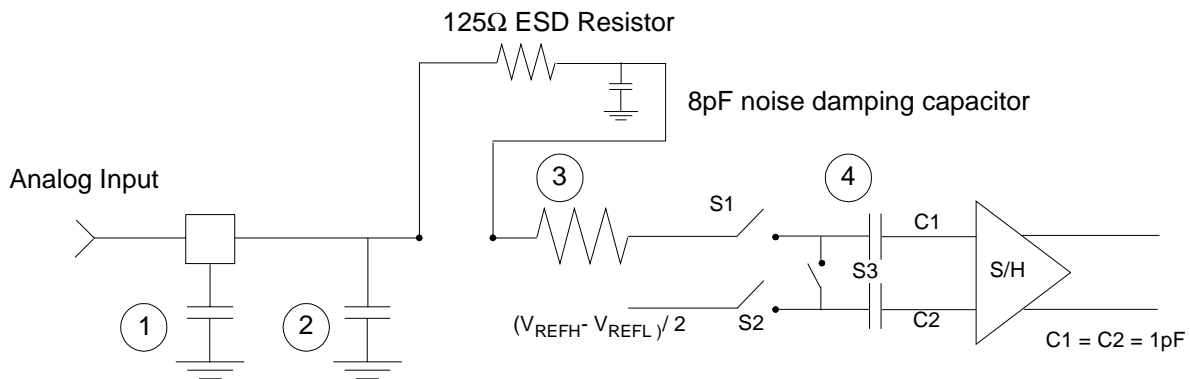 125Ω ESD Resistor
8pF noise damping capacitor
Analog Input
3
4
S1
C1
S3
S/H
1
2
(VREFH- VREFL)/ 2
S2
C2
C1 = C2 = 1pF